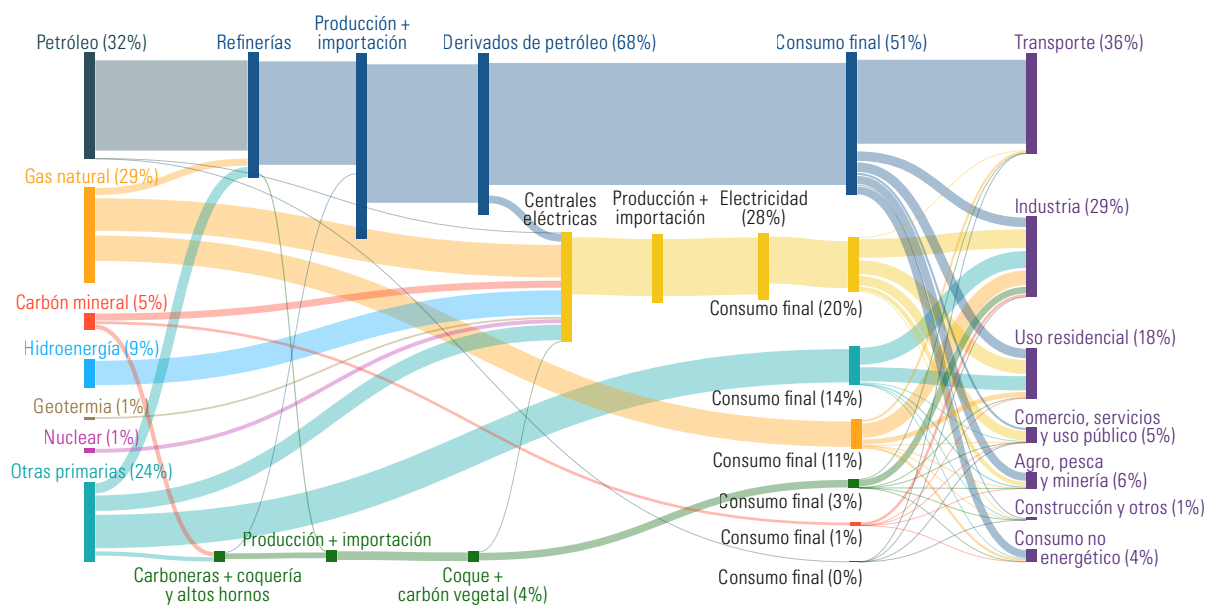 Petróleo (32%)
Refinerías
Producción +
importación
Derivados de petróleo (68%)
Consumo final (51%)
Transporte (36%)
Gas natural (29%)
Centrales
eléctricas
Producción +
importación
Electricidad
(28%)
Industria (29%)
Carbón mineral (5%)
Consumo final (20%)
Hidroenergía (9%)
Uso residencial (18%)
Geotermia (1%)
Consumo final (14%)
Comercio, servicios
y uso público (5%)
Nuclear (1%)
Consumo final (11%)
Agro, pesca
y minería (6%)
Otras primarias (24%)
Consumo final (3%)
Construcción y otros (1%)
Producción + importación
Consumo final (1%)
Consumo no
energético (4%)
Carboneras + coquería
y altos hornos
Coque +
carbón vegetal (4%)
Consumo final (0%)